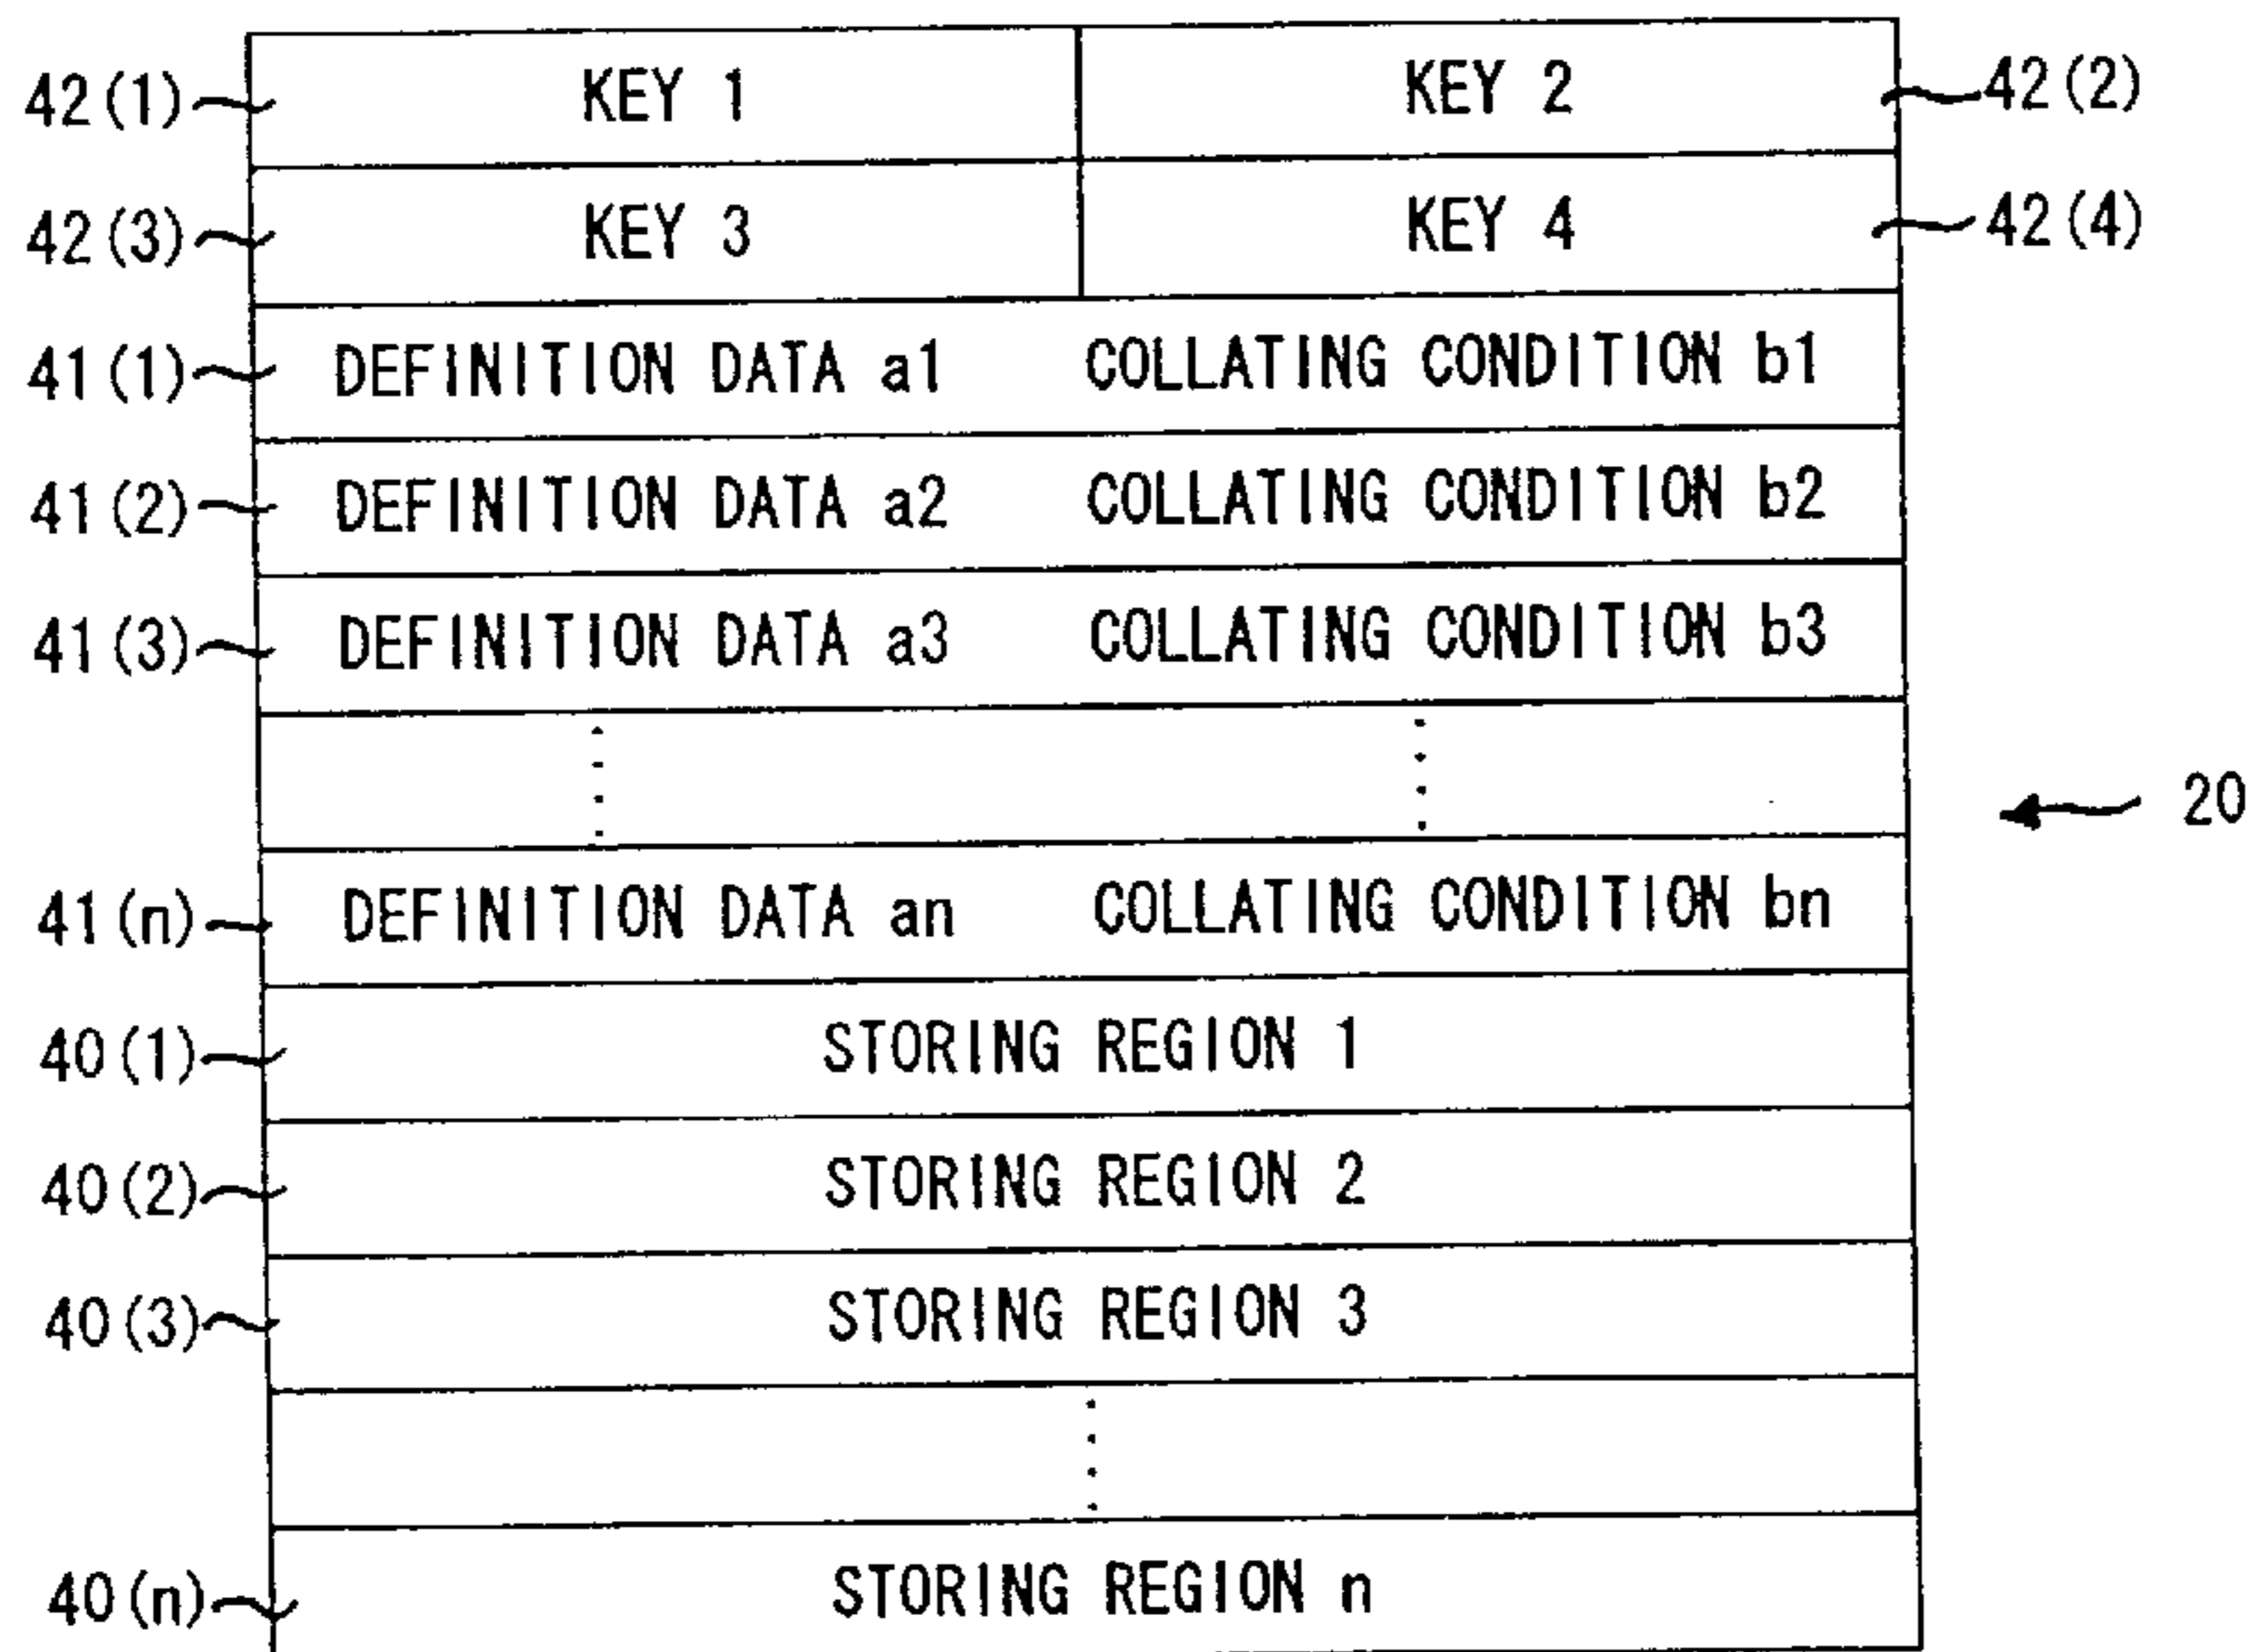 42(1) KEY 1 KEY 2 42(2)
42(3) KEY 3 KEY 4 42(4)
41(1) DEFINITION DATA a1 COLLATING CONDITION b1
41(2) DEFINITION DATA a2 COLLATING CONDITION b2
41(3) DEFINITION DATA a3 COLLATING CONDITION b3
20
41(n) DEFINITION DATA an COLLATING CONDITION bn
40(1) STORING REGION 1
40(2) STORING REGION 2
40(3) STORING REGION 3
40(n) STORING REGION n